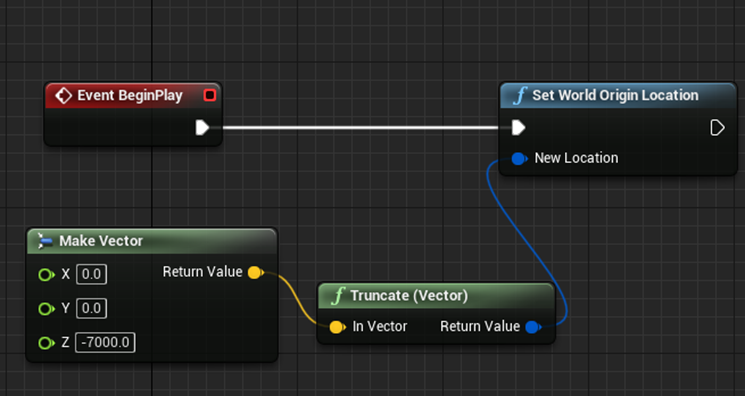 Event BeginPlay
Set World Origin Location
New Location
Make Vector
X 0.0 Return Value
Y 0.0
Z -7000.0
Truncate (Vector)
In Vector Return Value